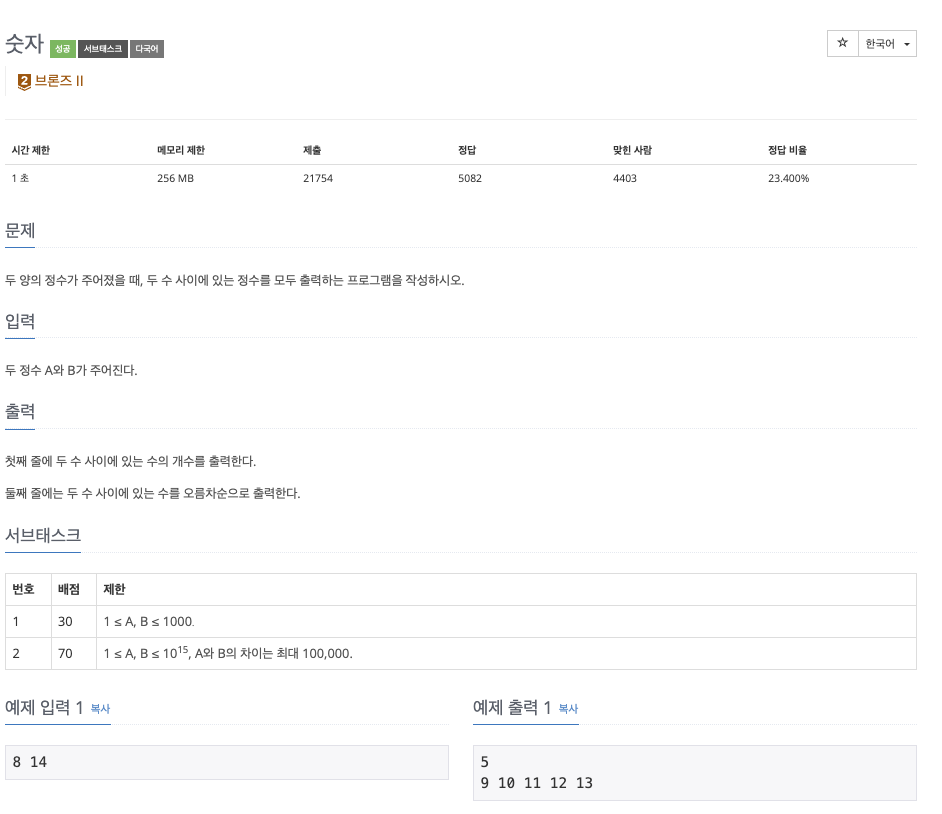 숫자 성공 서브태스크 다국어
☆ 한국어
2 브론즈 II
시간 제한 메모리 제한 제출 정답 맞힌 사람 정답 비율
1 초 256 MB 21754 5082 4403 23.400%
문제
두 양의 정수가 주어졌을 때, 두 수 사이에 있는 정수를 모두 출력하는 프로그램을 작성하시오.
입력
두 정수 A와 B가 주어진다.
출력
첫째 줄에 두 수 사이에 있는 수의 개수를 출력한다.
둘째 줄에는 두 수 사이에 있는 수를 오름차순으로 출력한다.
서브태스크
번호 배점 제한
1 30 1 ≤ A, B ≤ 1000.
2 70 1 ≤ A, B ≤ 10¹⁵, A와 B의 차이는 최대 100,000.
예제 입력 1 복사
8 14
예제 출력 1 복사
5
9 10 11 12 13